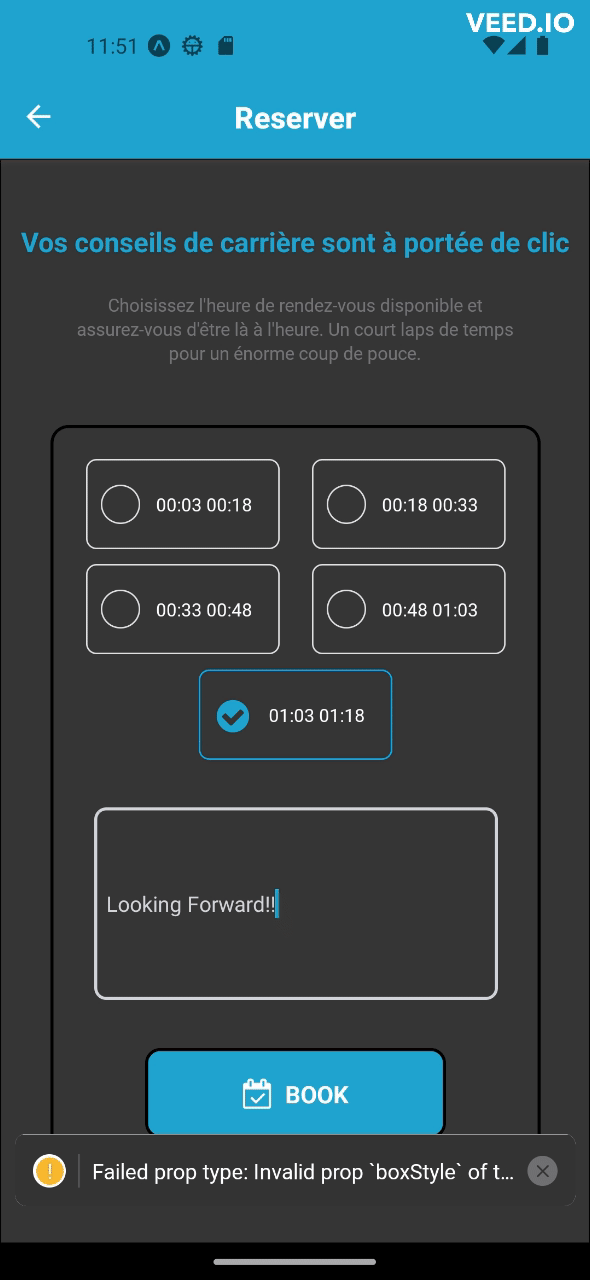 VEED.IO
11:51
Reserver
Vos conseils de carrière sont à portée de clic
Choisissez l'heure de rendez-vous disponible et
assurez-vous d'être là à l'heure. Un court laps de temps
pour un énorme coup de pouce.
00:03 00:18
00:18 00:33
00:33 00:48
00:48 01:03
01:03 01:18
Looking Forward!!
BOOK
Failed prop type: Invalid prop `boxStyle` of t...